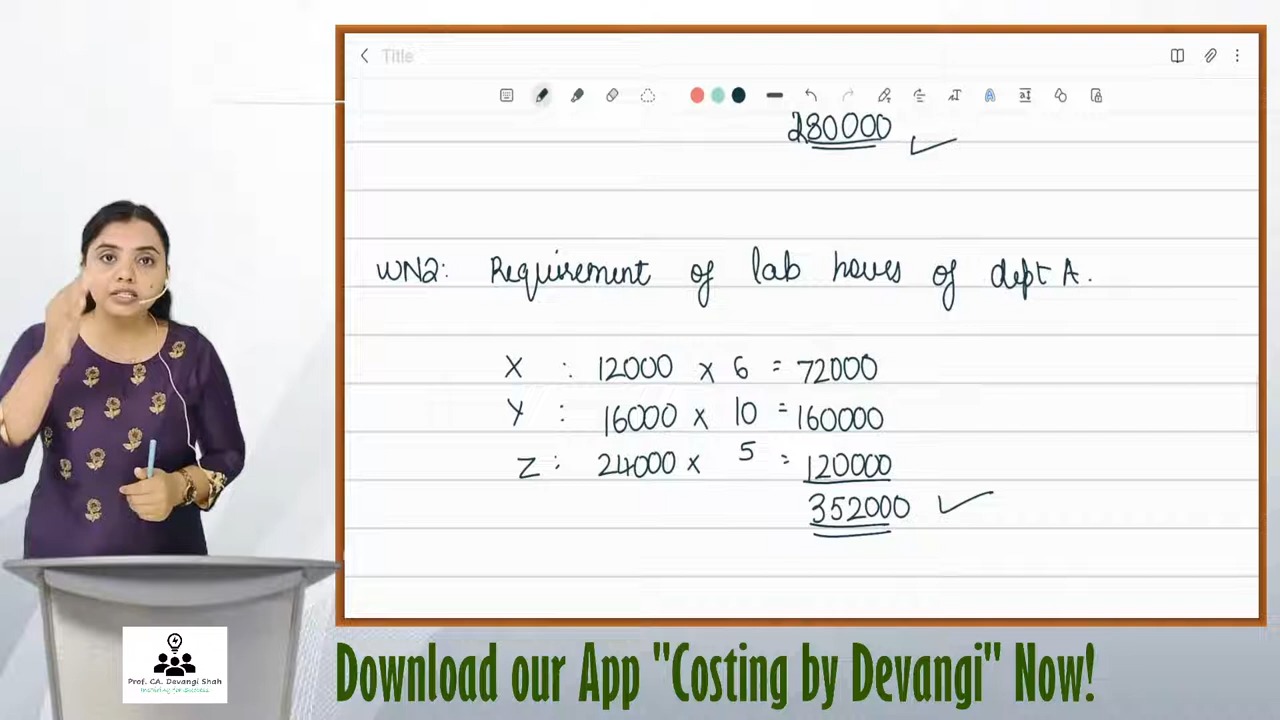 Title
280000
WN2: Requirement of lab hours of dept A.
X : 12000 x 6 = 72000
Y : 16000 x 10 = 160000
Z : 24000 x 5 = 120000
352000
Prof. CA. Devangi Shah
Download our App "Costing by Devangi" Now!